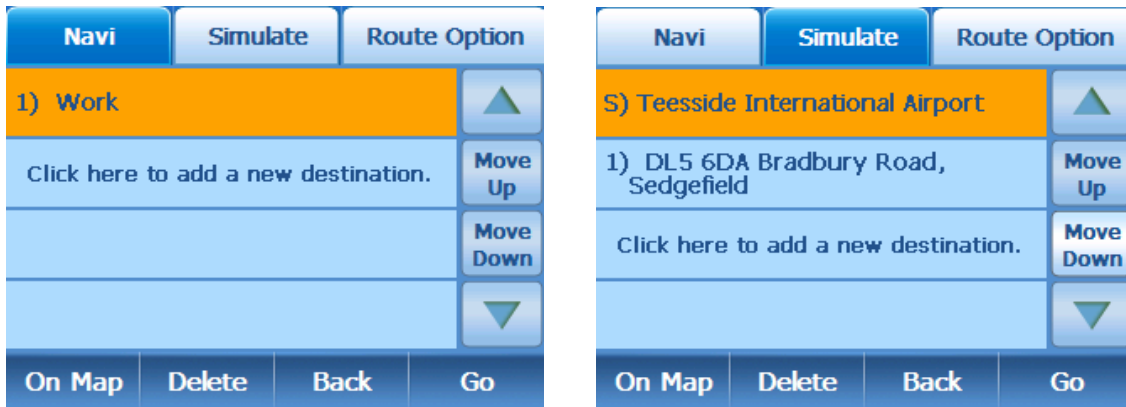 Navi Simulate Route Option
1) Work
Click here to add a new destination.
Move
Up
Move
Down
On Map Delete Back Go
Navi Simulate Route Option
S) Teesside International Airport
1) DL5 6DA Bradbury Road,
Sedgefield
Move
Up
Click here to add a new destination.
Move
Down
On Map Delete Back Go